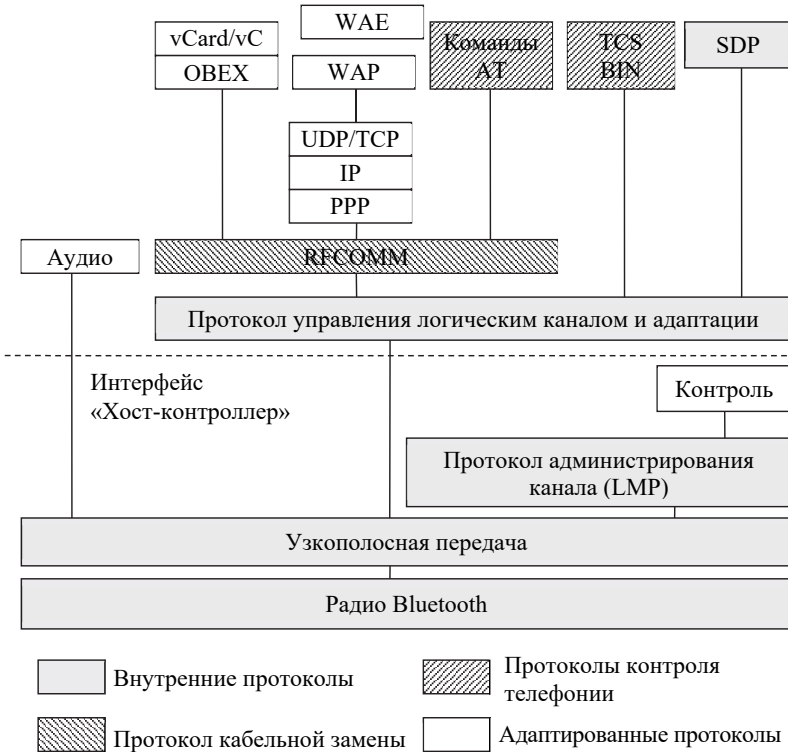 WAE
vCard/vC
Команды
AT
TCS
BIN
SDP
OBEX
WAP
UDP/TCP
IP
PPP
Аудио
RFCOMM
Протокол управления логическим каналом и адаптации
Интерфейс
«Хост-контроллер»
Контроль
Протокол администрирования
канала (LMP)
Узкополосная передача
Радио Bluetooth
Внутренние протоколы
Протоколы контроля
телефонии
Протокол кабельной замены
Адаптированные протоколы